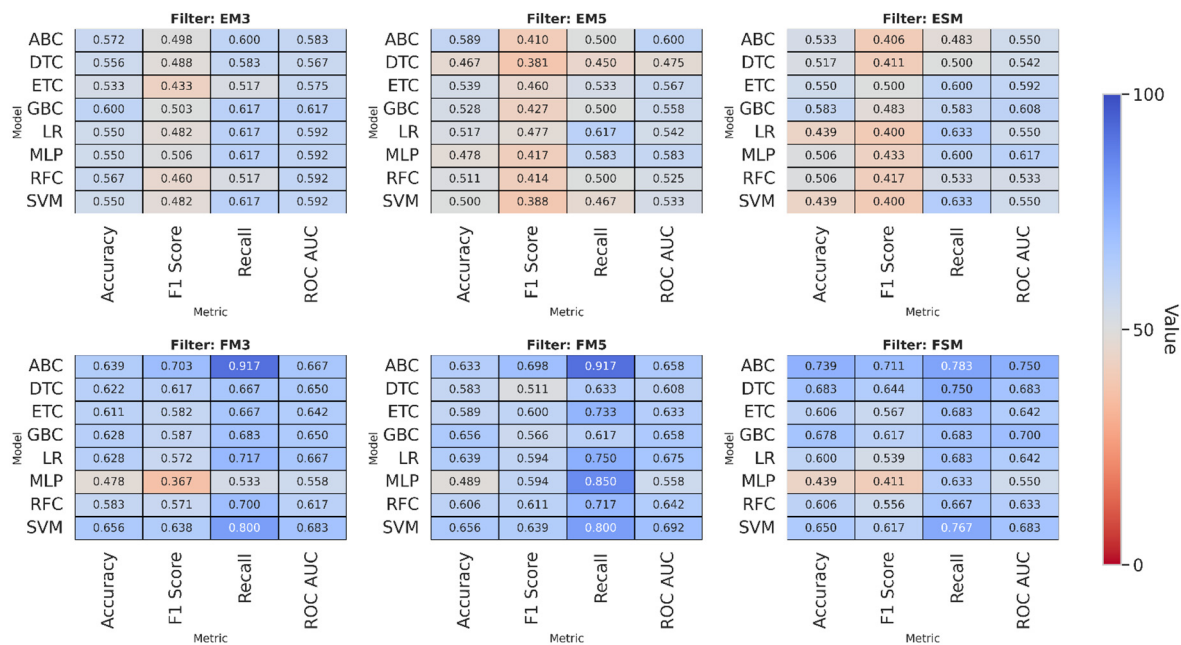 Filter: EM3
Model
ABC 0.572 0.498 0.600 0.583
DTC 0.556 0.488 0.583 0.567
ETC 0.533 0.433 0.517 0.575
GBC 0.600 0.503 0.617 0.617
LR 0.550 0.482 0.617 0.592
MLP 0.550 0.506 0.617 0.592
RFC 0.567 0.460 0.517 0.592
SVM 0.550 0.482 0.617 0.592
Accuracy F1 Score Recall ROC AUC
Metric
Filter: EM5
ABC 0.589 0.410 0.500 0.600
DTC 0.467 0.381 0.450 0.475
ETC 0.539 0.460 0.533 0.567
GBC 0.528 0.427 0.500 0.558
Model
LR 0.517 0.477 0.617 0.542
MLP 0.478 0.417 0.583 0.583
RFC 0.511 0.414 0.500 0.525
SVM 0.500 0.388 0.467 0.533
Accuracy F1 Score Recall ROC AUC
Metric
Filter: ESM
ABC 0.533 0.406 0.483 0.550
DTC 0.517 0.411 0.500 0.542
ETC 0.550 0.500 0.600 0.592
GBC 0.583 0.483 0.583 0.608
Model
LR 0.439 0.400 0.633 0.550
MLP 0.506 0.433 0.600 0.617
RFC 0.506 0.417 0.533 0.533
SVM 0.439 0.400 0.633 0.550
Accuracy F1 Score Recall ROC AUC
Metric
Filter: FM3
ABC 0.639 0.703 0.917 0.667
DTC 0.622 0.617 0.667 0.650
ETC 0.611 0.582 0.667 0.642
GBC 0.628 0.587 0.683 0.650
Model
LR 0.628 0.572 0.717 0.667
MLP 0.478 0.367 0.533 0.558
RFC 0.583 0.571 0.700 0.617
SVM 0.656 0.638 0.800 0.683
Accuracy F1 Score Recall ROC AUC
Metric
Filter: FM5
ABC 0.633 0.698 0.917 0.658
DTC 0.583 0.511 0.633 0.608
ETC 0.589 0.600 0.733 0.633
GBC 0.656 0.566 0.617 0.658
Model
LR 0.639 0.594 0.750 0.675
MLP 0.489 0.594 0.850 0.558
RFC 0.606 0.611 0.717 0.642
SVM 0.656 0.639 0.800 0.692
Accuracy F1 Score Recall ROC AUC
Metric
Filter: FSM
ABC 0.739 0.711 0.783 0.750
DTC 0.683 0.644 0.750 0.683
ETC 0.606 0.567 0.683 0.642
GBC 0.678 0.617 0.683 0.700
Model
LR 0.600 0.539 0.683 0.642
MLP 0.439 0.411 0.633 0.550
RFC 0.606 0.556 0.667 0.633
SVM 0.650 0.617 0.767 0.683
Accuracy F1 Score Recall ROC AUC
Metric
100
50
0
Value